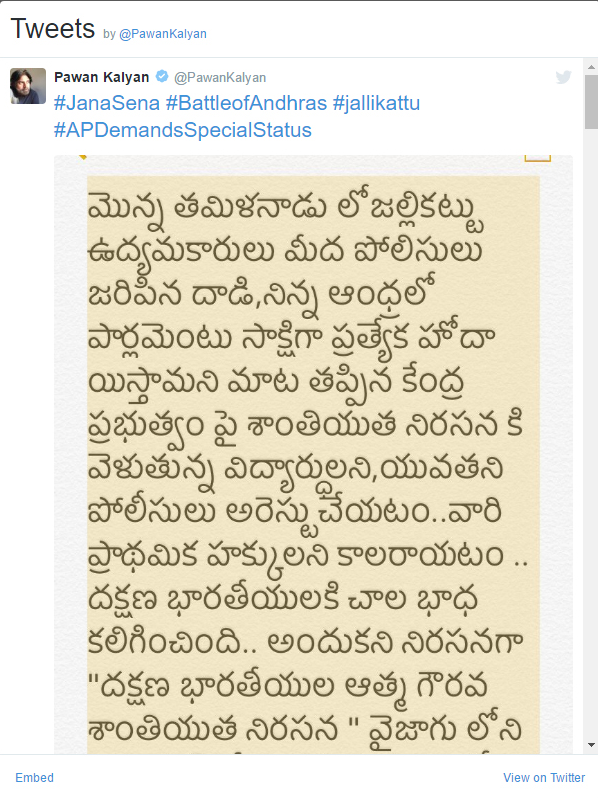 Tweets by @PawanKalyan
Pawan Kalyan @PawanKalyan
#JanaSena #BattleofAndhras #jallikattu
#APDemandsSpecialStatus
మొన్న తమిళనాడు లో జల్లికట్టు
ఉద్యమకారులు మీద పోలిసులు
జరిపిన దాడి,నిన్న ఆంధ్రలో
పార్లమెంటు సాక్షిగా ప్రత్యేక హోదా
యిస్తామని మాట తప్పిన కేంద్ర
ప్రభుత్వం పై శాంతియుత నిరసన కి
వెళుతున్న విద్యార్ధులని,యువతని
పోలీసులు అరెస్టుచేయటం..వారి
ప్రాథమిక హక్కులని కాలరాయటం ..
దక్షణ భారతీయులకి చాల భాధ
కలిగించింది.. అందుకని నిరసనగా
"దక్షణ భారతీయుల ఆత్మ గౌరవ
శాంతియుత నిరసన " వైజాగు లోని
Embed
View on Twitter